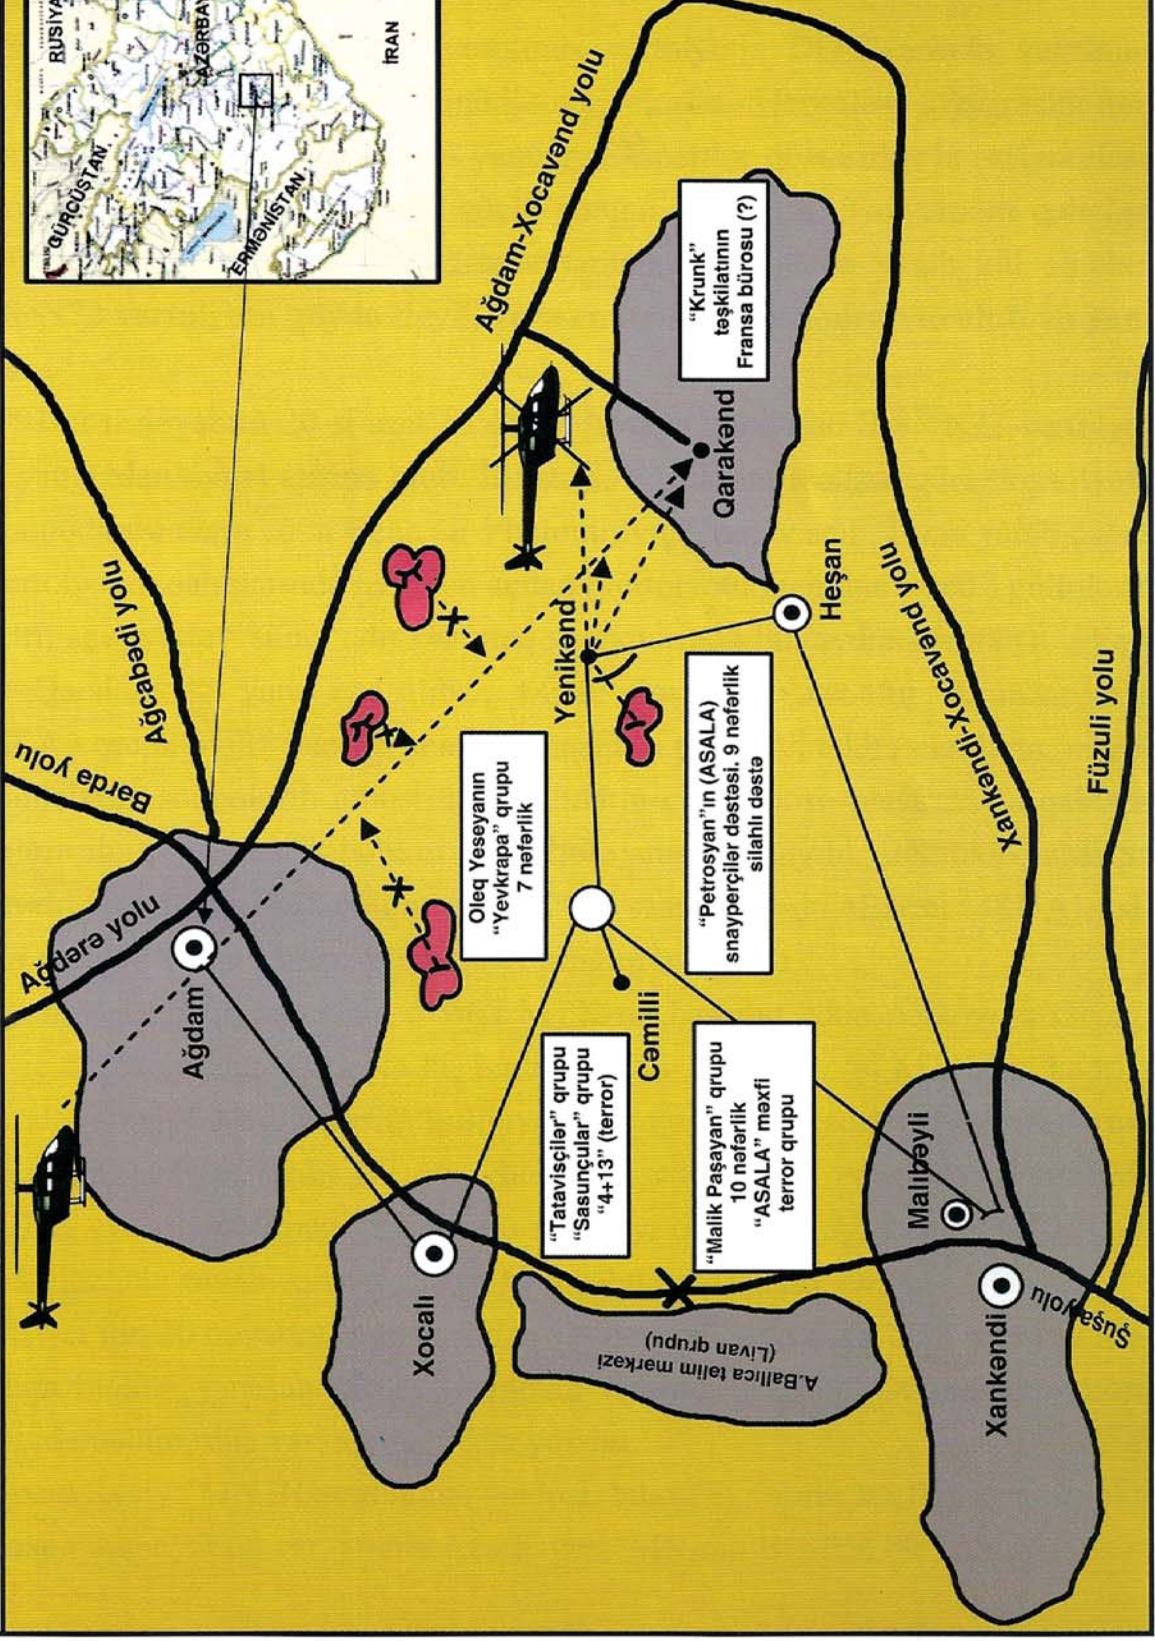 Ağdərə yolu
Bərdə yolu
Ağcabədi yolu
RUSİYA
GÜRCÜSTAN
AZƏRBAY
ERMƏNİSTAN
İRAN
Ağdam
Xocalı
Ağdam-Xocavənd yolu
Oleq Yeseyanın
"Yevkrapa" qrupu
7 nəfərlik
"Tatavisçilər" qrupu
"Sasunçular" qrupu
"4+13" (terror)
Yenikənd
Cəmilli
A.Ballıca təlim mərkəzi
(Livan qrupu)
"Malik Paşayan" qrupu
10 nəfərlik
"ASALA" məxfi
terror qrupu
"Petrosyan"ın (ASALA)
snayperçilər dəstəsi. 9 nəfərlik
silahlı dəstə
"Krunk"
təşkilatının
Fransa bürosu (?)
Qarakənd
Heşan
Malıbəyli
Xankəndi
Xankəndi-Xocavənd yolu
Şuşa yolu
Füzuli yolu